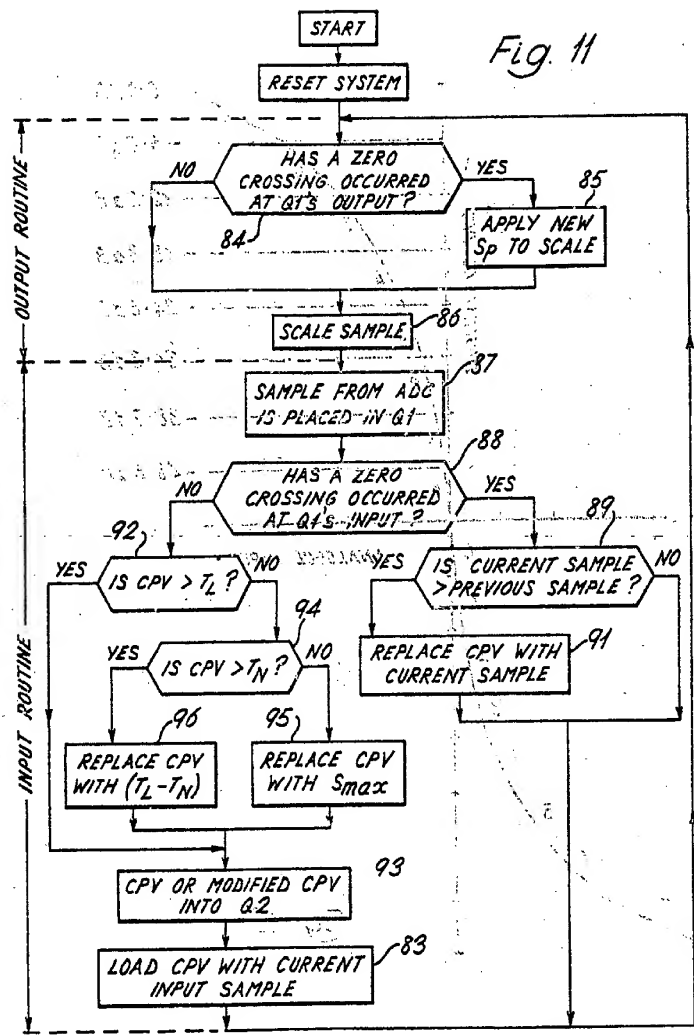 Fig. 11
START
RESET SYSTEM
OUTPUT ROUTINE
NO
HAS A ZERO
CROSSING OCCURRED
AT Q1'S OUTPUT ?
YES
84
85
APPLY NEW
Sp TO SCALE
SCALE SAMPLE
86
87
SAMPLE FROM ADC
IS PLACED IN Q1
88
INPUT ROUTINE
NO
HAS A ZERO
CROSSING OCCURRED
AT Q1'S INPUT ?
YES
92
89
YES
IS CPV > TL ?
NO
YES
IS CURRENT SAMPLE
> PREVIOUS SAMPLE ?
NO
94
YES
IS CPV > TN ?
NO
91
REPLACE CPV WITH
CURRENT SAMPLE
96
REPLACE CPV
WITH (TL - TN)
95
REPLACE CPV
WITH Smax
93
CPV OR MODIFIED CPV
INTO Q2
83
LOAD CPV WITH CURRENT
INPUT SAMPLE